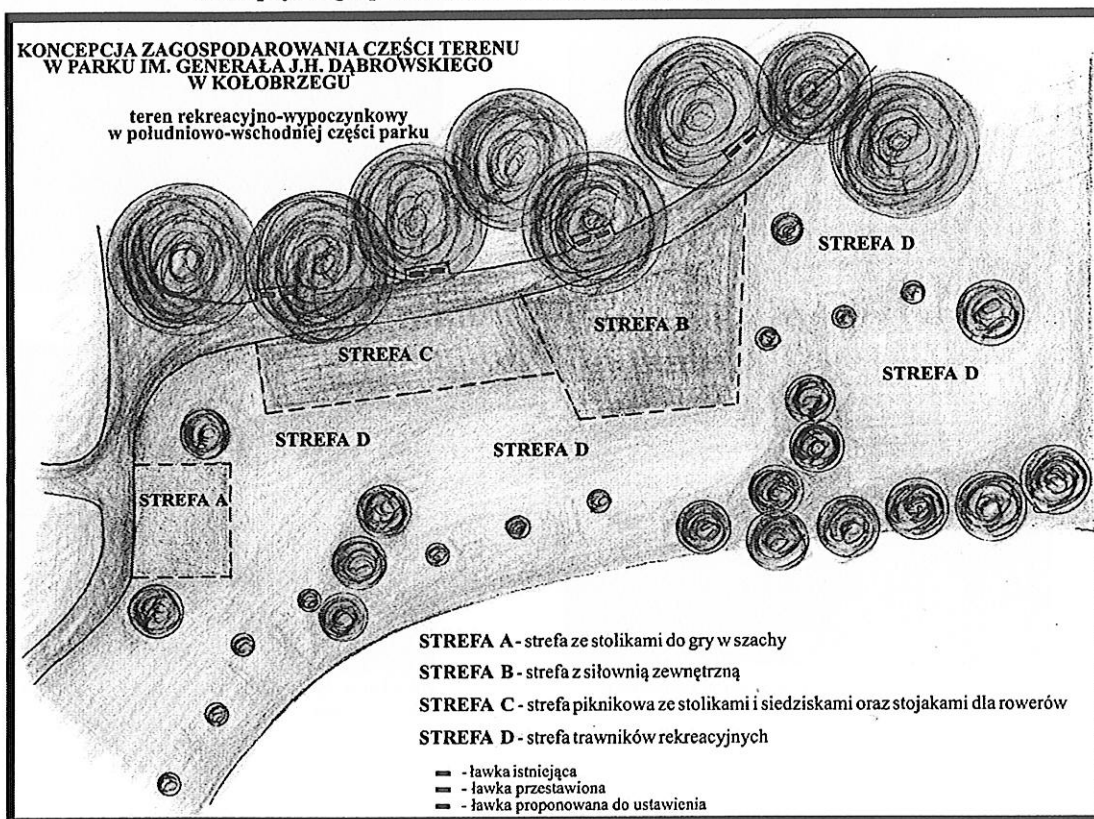 KONCEPCJA ZAGOSPODAROWANIA CZĘŚCI TERENU
W PARKU IM. GENERAŁA J.H. DĄBROWSKIEGO
W KOŁOBRZEGU
teren rekreacyjno-wypoczynkowy
w południowo-wschodniej części parku
STREFA D
STREFA B
STREFA C
STREFA D
STREFA D
STREFA D
STREFA A
STREFA A - strefa ze stolikami do gry w szachy
STREFA B - strefa z siłownią zewnętrzną
STREFA C - strefa piknikowa ze stolikami i siedziskami oraz stojakami dla rowerów
STREFA D - strefa trawników rekreacyjnych
- ławka istniejąca
- ławka przestawiona
- ławka proponowana do ustawienia